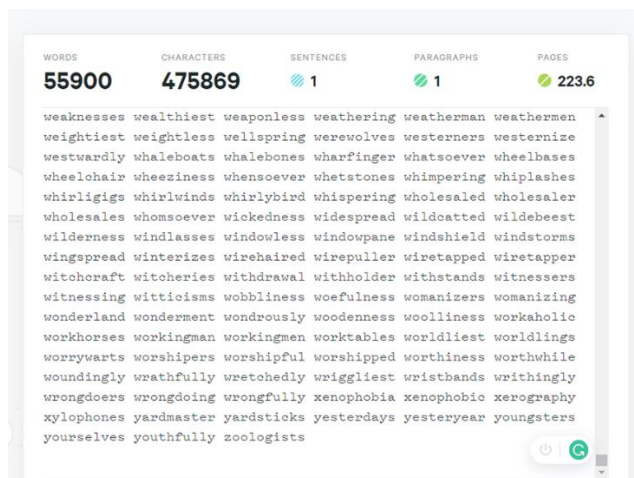 WORDS CHARACTERS SENTENCES PARAGRAPHS PAGES
55900 475869 1 1 223.6
weaknesses wealthiest weaponless weathering weatherman weathermen
weightiest weightless wellspring werewolves westerners westernize
westwardly whaleboats whalebones wharfinger whatsoever wheelbases
wheelchair wheeziness whensoever whetstones whimpering whiplashes
whirligigs whirlwinds whirlybird whispering wholesaled wholesaler
wholesales whomsoever wickedness widespread wildcatted wildebeest
wilderness windlasses windowless windowpane windshield windstorms
wingspread winterizes wirehaired wirepuller wiretapped wiretapper
witchcraft witcheries withdrawal withholder withstands witnessers
witnessing witticisms wobbliness woefulness womanizers womanizing
wonderland wonderment wondrously woodenness woolliness workaholic
workhorses workingman workingmen worktables worldliest worldlings
worrywarts worshipers worshipful worshipped worthiness worthwhile
woundingly wrathfully wretchedly wriggliest wristbands writhingly
wrongdoers wrongdoing wrongfully xenophobia xenophobic xerography
xylophones yardmaster yardsticks yesterdays yesteryear youngsters
yourselves youthfully zoologists